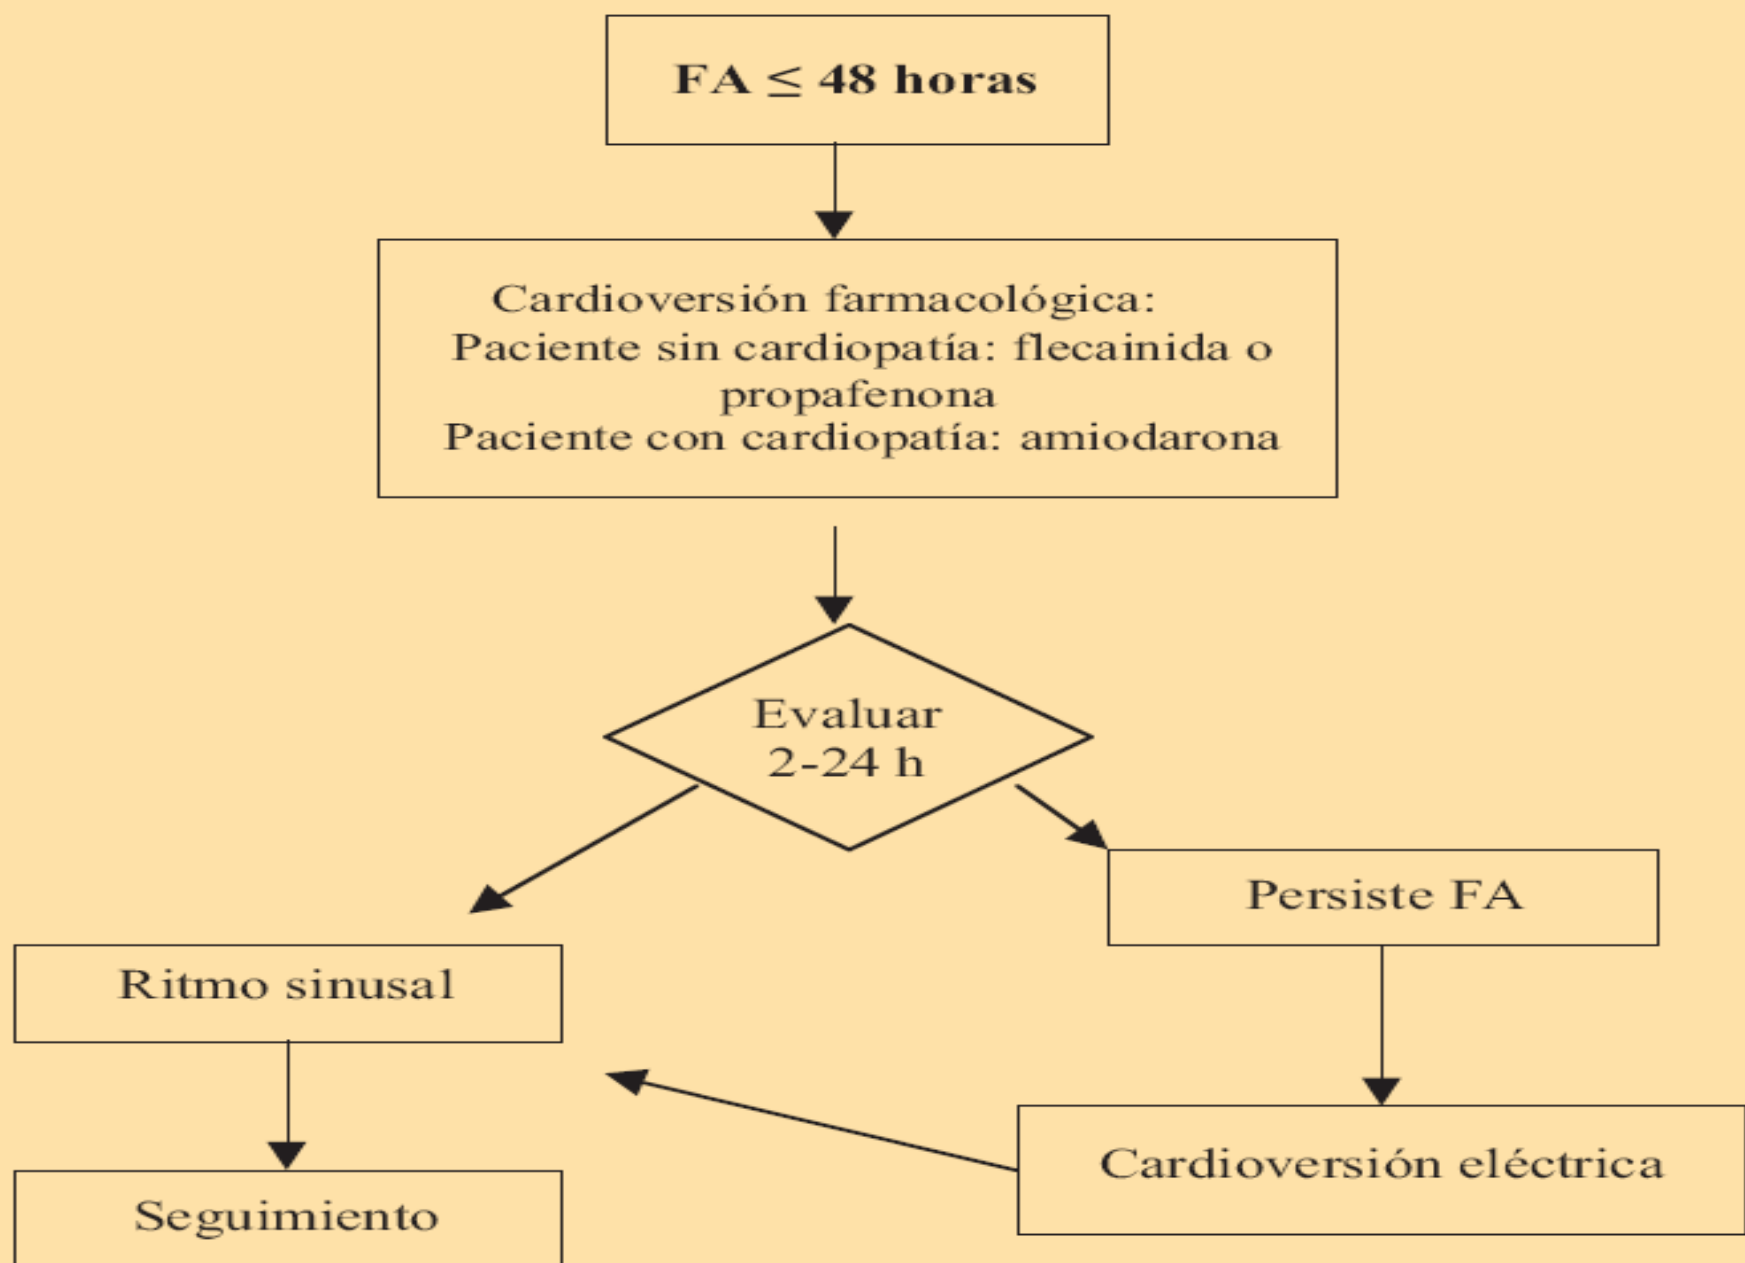 FA ≤ 48 horas
Cardioversión farmacológica:
Paciente sin cardiopatía: flecainida o
propafenona
Paciente con cardiopatía: amiodarona
Evaluar
2-24 h
Persiste FA
Ritmo sinusal
Cardioversión eléctrica
Seguimiento